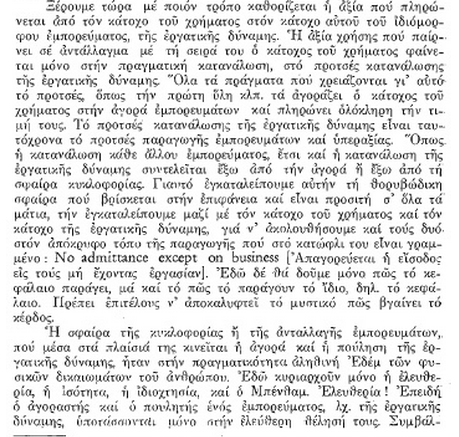 Ξέρουμε τώρα μέ ποιόν τρόπο καθορίζεται ἡ ἀξία πού πληρώ-
νεται ἀπό τόν κάτοχο τοῦ χρήματος στόν κάτοχο αὐτοῦ τοῦ ἰδιόμορ-
φου ἐμπορεύματος, τῆς ἐργατικῆς δύναμης. Ἡ ἀξία χρήσης πού παίρ-
νει σέ ἀντάλλαγμα μέ τή σειρά του ὁ κάτοχος τοῦ χρήματος φαίνε-
ται μόνο στήν πραγματική κατανάλωση, στό προτσές κατανάλωσης
τῆς ἐργατικῆς δύναμης. Ὅλα τά πράγματα πού χρειάζονται γι' αὐτό
τό προτσές, ὅπως τήν πρώτη ὕλη κλπ. τά ἀγοράζει ὁ κάτοχος τοῦ
χρήματος στήν ἀγορά ἐμπορευμάτων καί πληρώνει ὁλόκληρη τήν τι-
μή τους. Τό προτσές κατανάλωσης τῆς ἐργατικῆς δύναμης εἶναι ταυ-
τόχρονα τό προτσές παραγωγῆς ἐμπορευμάτων καί ὑπεραξίας. Ὅπως
ἡ κατανάλωση κάθε ἄλλου ἐμπορεύματος, ἔτσι καί ἡ κατανάλωση τῆς
ἐργατικῆς δύναμης συντελεῖται ἔξω ἀπό τήν ἀγορά ἤ ἔξω ἀπό τή
σφαίρα κυκλοφορίας. Γιαυτό ἐγκαταλείπουμε αὐτήν τή θορυβώδικη
σφαίρα πού βρίσκεται στήν ἐπιφάνεια καί εἶναι προσιτή σ' ὅλα τά
μάτια, τήν ἐγκαταλείπουμε μαζί μέ τόν κάτοχο τοῦ χρήματος καί τόν
κάτοχο τῆς ἐργατικῆς δύναμης, γιά ν' ἀκολουθήσουμε καί τούς δυό
στόν ἀπόκρυφο τόπο τῆς παραγωγῆς πού στό κατώφλι του εἶναι γραμ-
μένο: No admittance except on business [Ἀπαγορεύεται ἡ εἴσοδος
εἰς τούς μή ἔχοντας ἐργασίαν]. Ἐδῶ δέ θά δοῦμε μόνο πῶς τό κε-
φάλαιο παράγει, μά καί τό πῶς τό παράγουν τό ἴδιο, δηλ. τό κεφά-
λαιο. Πρέπει ἐπιτέλους ν' ἀποκαλυφτεῖ τό μυστικό πῶς βγαίνει τό
κέρδος.
Ἡ σφαίρα τῆς κυκλοφορίας ἤ τῆς ἀνταλλαγῆς ἐμπορευμάτων,
πού μέσα στά πλαίσιά της κινεῖται ἡ ἀγορά καί ἡ πούληση τῆς ἐρ-
γατικῆς δύναμης, ἦταν στήν πραγματικότητα ἀληθινή Ἐδέμ τῶν φυ-
σικῶν δικαιωμάτων τοῦ ἀνθρώπου. Ἐδῶ κυριαρχοῦν μόνο ἡ ἐλευθε-
ρία, ἡ ἰσότητα, ἡ ἰδιοχτησία, καί ὁ Μπένθαμ. Ἐλευθερία! Ἐπειδή
ὁ ἀγοραστής καί ὁ πουλητής ἑνός ἐμπορεύματος, λχ. τῆς ἐργατικῆς
δύναμης, ὑποτάσσονται μόνο στήν ἐλεύθερη θέλησή τους. Συμβάλ-